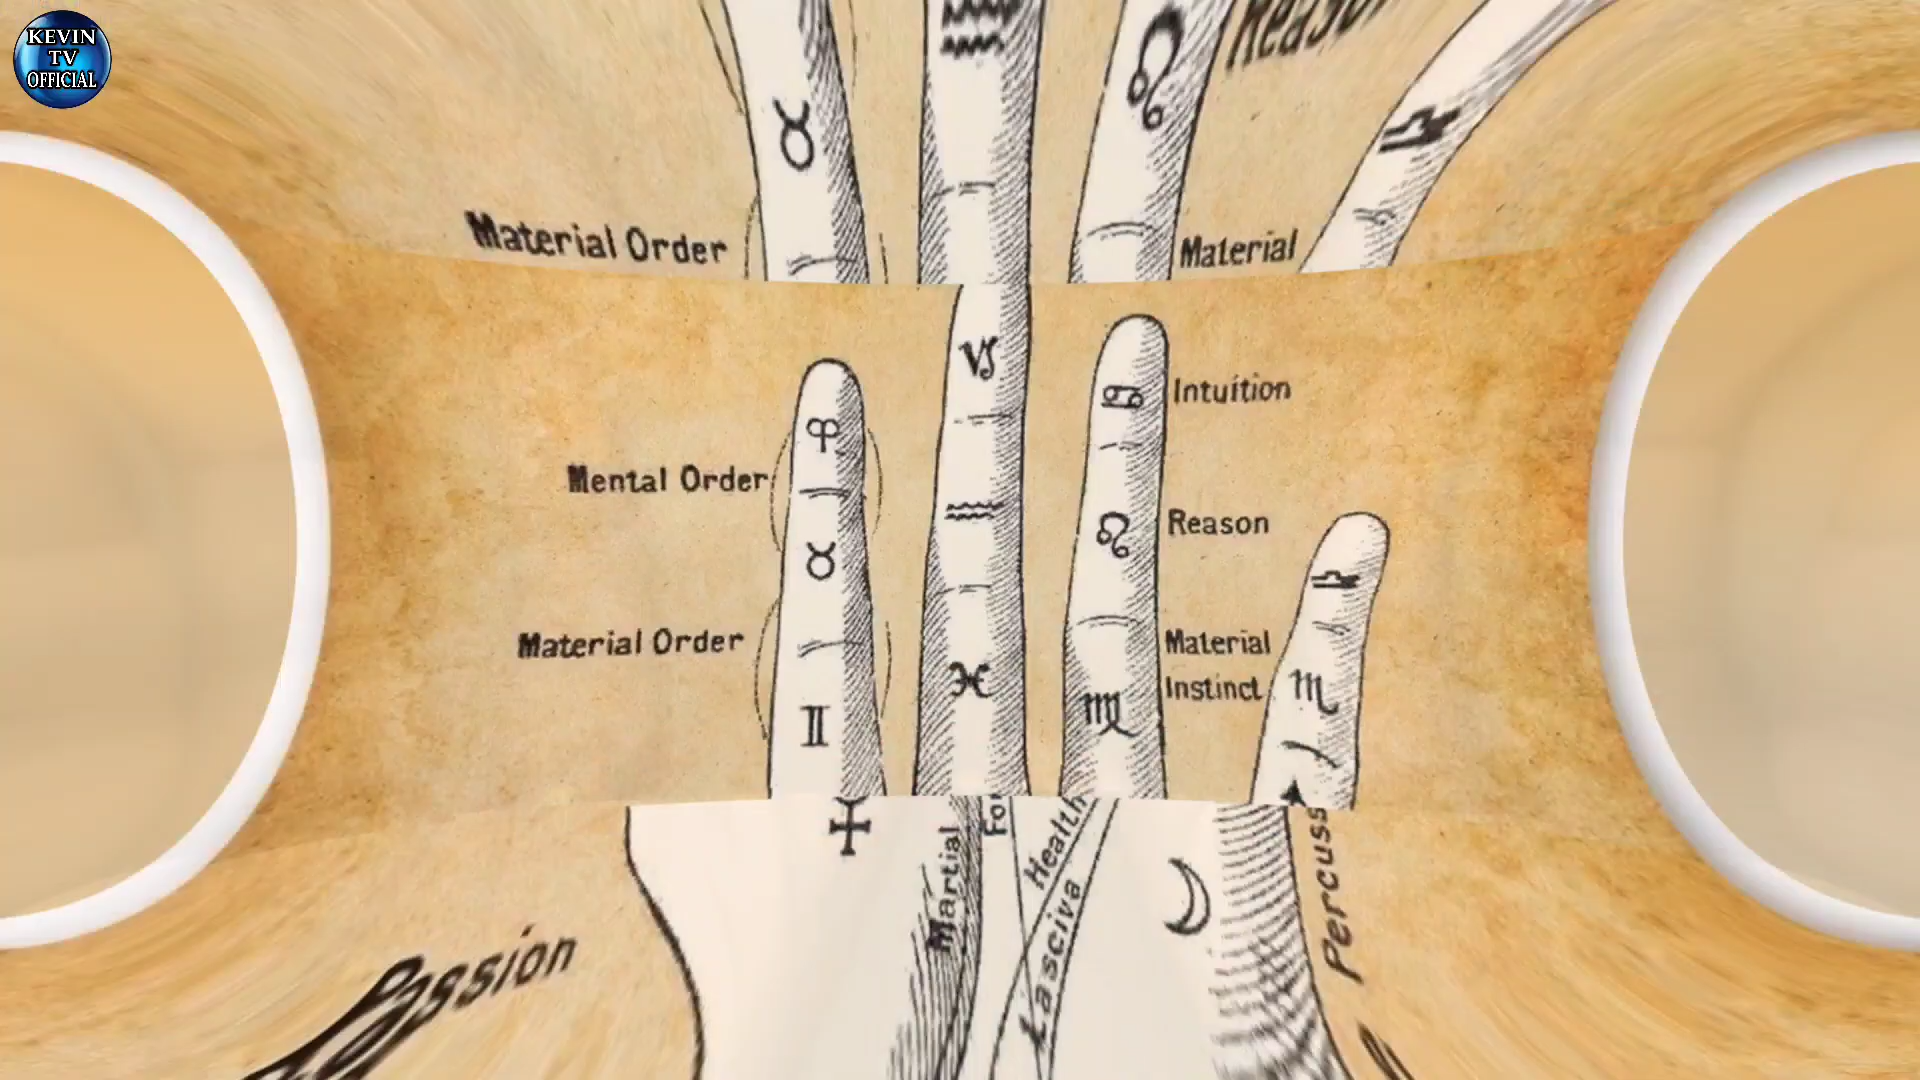 KEVIN
TV
OFFICIAL
Reason
Material Order
Material
Intuition
Mental Order
Reason
Material Order
Material
Instinct
Martial
Health
Lasciva
Percuss
Passion